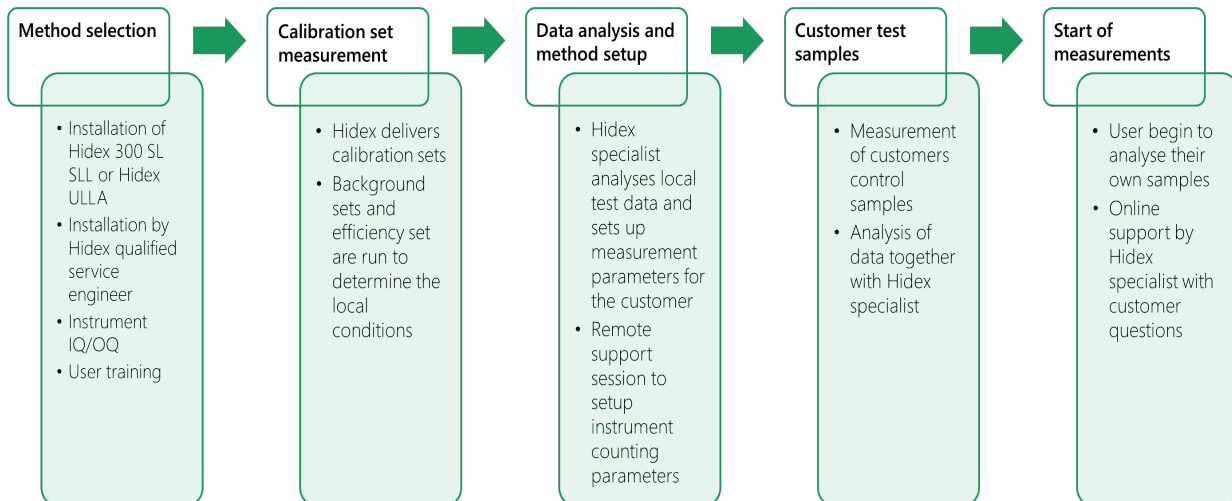 Method selection
• Installation of
Hidex 300 SL
SLL or Hidex
ULLA
• Installation by
Hidex qualified
service
engineer
• Instrument
IQ/OQ
• User training
Calibration set
measurement
• Hidex delivers
calibration sets
• Background
sets and
efficiency set
are run to
determine the
local
conditions
Data analysis and
method setup
• Hidex
specialist
analyses local
test data and
sets up
measurement
parameters for
the customer
• Remote
support
session to
setup
instrument
counting
parameters
Customer test
samples
• Measurement
of customers
control
samples
• Analysis of
data together
with Hidex
specialist
Start of
measurements
• User begin to
analyse their
own samples
• Online
support by
Hidex
specialist with
customer
questions